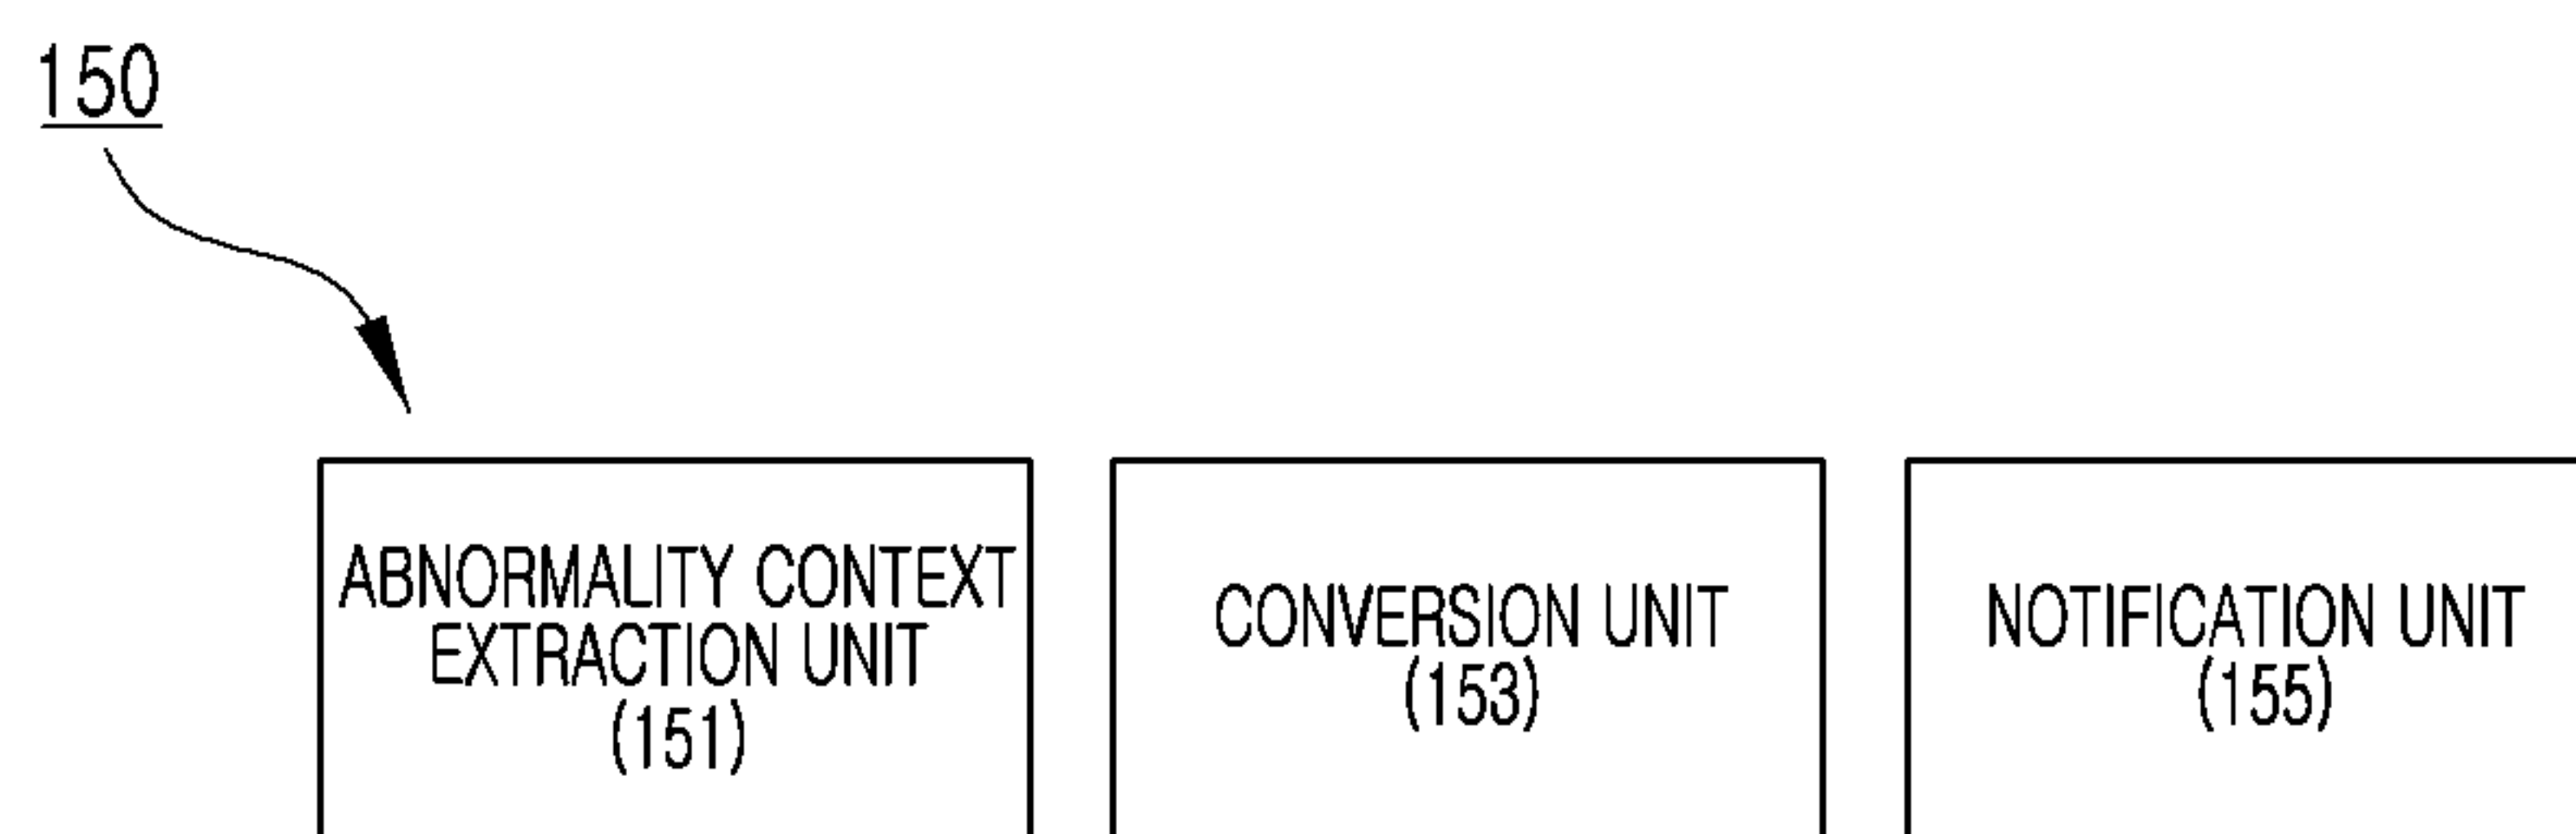 150
ABNORMALITY CONTEXT
EXTRACTION UNIT
(151)
CONVERSION UNIT
(153)
NOTIFICATION UNIT
(155)